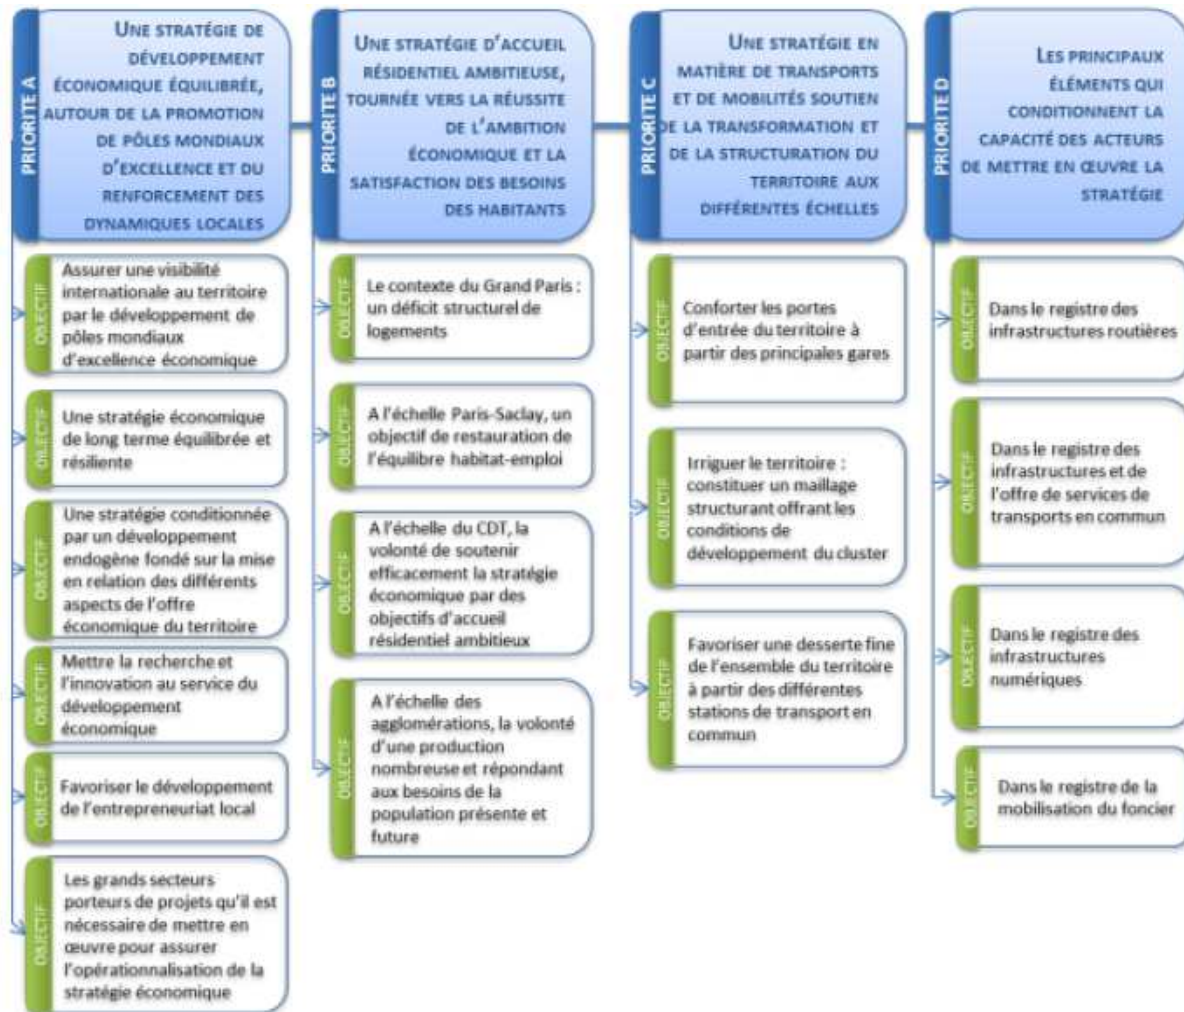 PRIORITE A
UNE STRATÉGIE DE
DÉVELOPPEMENT
ÉCONOMIQUE ÉQUILIBRÉE,
AUTOUR DE LA PROMOTION
DE PÔLES MONDIAUX
D'EXCELLENCE ET DU
RENFORCEMENT DES
DYNAMIQUES LOCALES
OBJECTIF
Assurer une visibilité
internationale au territoire
par le développement de
pôles mondiaux
d'excellence économique
OBJECTIF
Une stratégie économique
de long terme équilibrée et
résiliente
OBJECTIF
Une stratégie conditionnée
par un développement
endogène fondé sur la mise
en relation des différents
aspects de l'offre
économique du territoire
OBJECTIF
Mettre la recherche et
l'innovation au service du
développement
économique
OBJECTIF
Favoriser le développement
de l'entrepreneuriat local
OBJECTIF
Les grands secteurs
porteurs de projets qu'il est
nécessaire de mettre en
œuvre pour assurer
l'opérationnalisation de la
stratégie économique
PRIORITE B
UNE STRATÉGIE D'ACCUEIL
RÉSIDENTIEL AMBITIEUSE,
TOURNÉE VERS LA RÉUSSITE
DE L'AMBITION
ÉCONOMIQUE ET LA
SATISFACTION DES BESOINS
DES HABITANTS
OBJECTIF
Le contexte du Grand Paris :
un déficit structurel de
logements
OBJECTIF
A l'échelle Paris-Saclay, un
objectif de restauration de
l'équilibre habitat-emploi
OBJECTIF
A l'échelle du CDT, la
volonté de soutenir
efficacement la stratégie
économique par des
objectifs d'accueil
résidentiel ambitieux
OBJECTIF
A l'échelle des
agglomérations, la volonté
d'une production
nombreuse et répondant
aux besoins de la
population présente et
future
PRIORITE C
UNE STRATÉGIE EN
MATIÈRE DE TRANSPORTS
ET DE MOBILITÉS SOUTIEN
DE LA TRANSFORMATION ET
DE LA STRUCTURATION DU
TERRITOIRE AUX
DIFFÉRENTES ÉCHELLES
OBJECTIF
Conforter les portes
d'entrée du territoire à
partir des principales gares
OBJECTIF
Irriguer le territoire :
constituer un maillage
structurant offrant les
conditions de
développement du cluster
OBJECTIF
Favoriser une desserte fine
de l'ensemble du territoire
à partir des différentes
stations de transport en
commun
PRIORITE D
LES PRINCIPAUX
ÉLÉMENTS QUI
CONDITIONNENT LA
CAPACITÉ DES ACTEURS
DE METTRE EN ŒUVRE LA
STRATÉGIE
OBJECTIF
Dans le registre des
infrastructures routières
OBJECTIF
Dans le registre des
infrastructures et de
l'offre de services de
transports en commun
OBJECTIF
Dans le registre des
infrastructures
numériques
OBJECTIF
Dans le registre de la
mobilisation du foncier